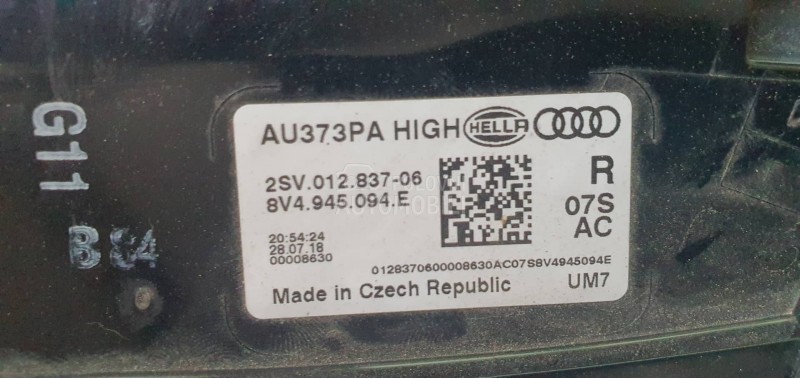 G11
B S4
AU373PA HIGH HELLA
2SV.012.837-06
8V4.945.094.E
R
07S
AC
20:54:24
28.07.18
00008630
0128370600008630AC07S8V4945094E
Made in Czech Republic
UM7